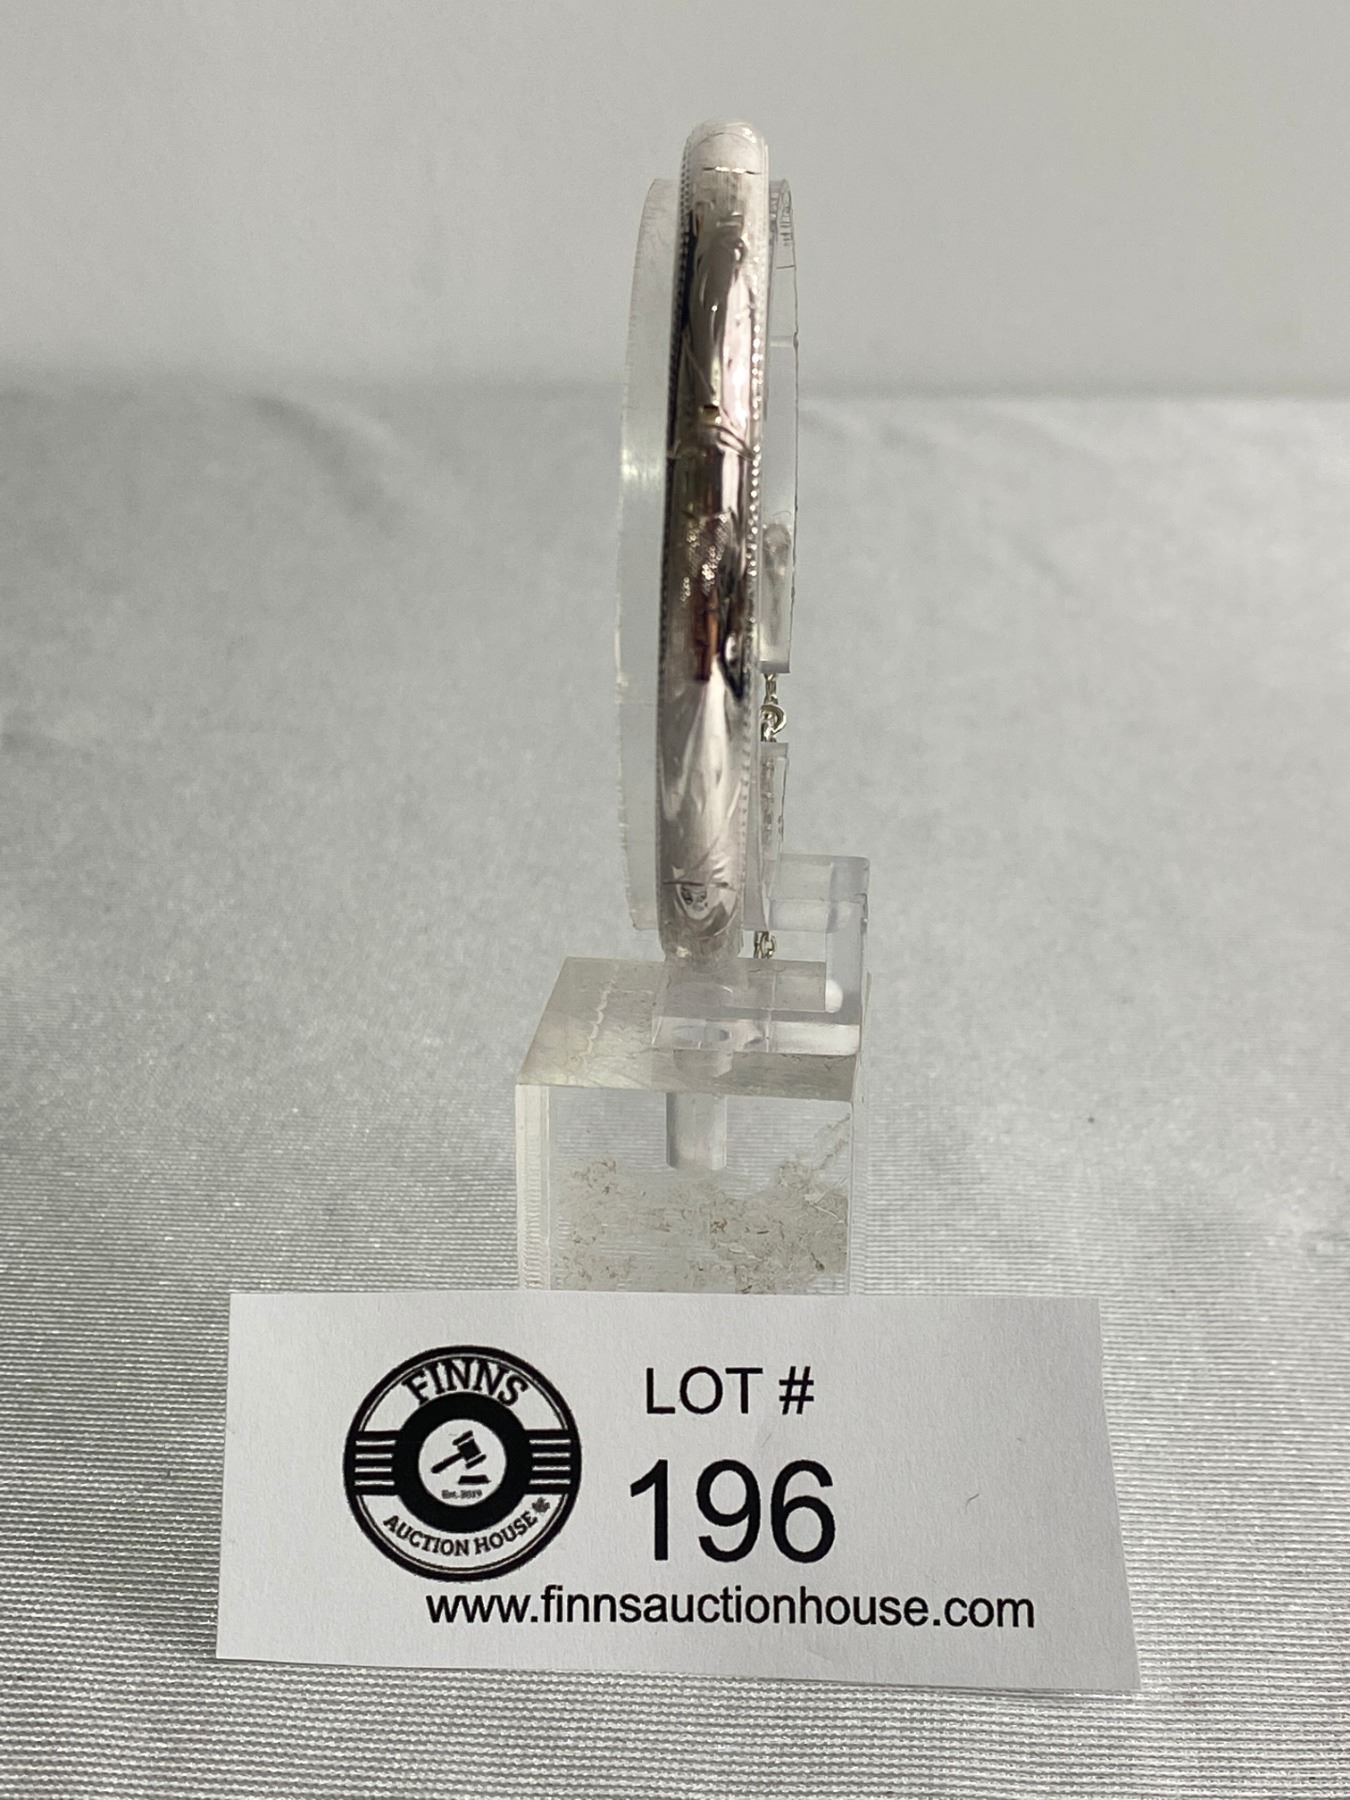 FINNS
Est. 2019
AUCTION HOUSE
LOT #
196
www.finnsauctionhouse.com